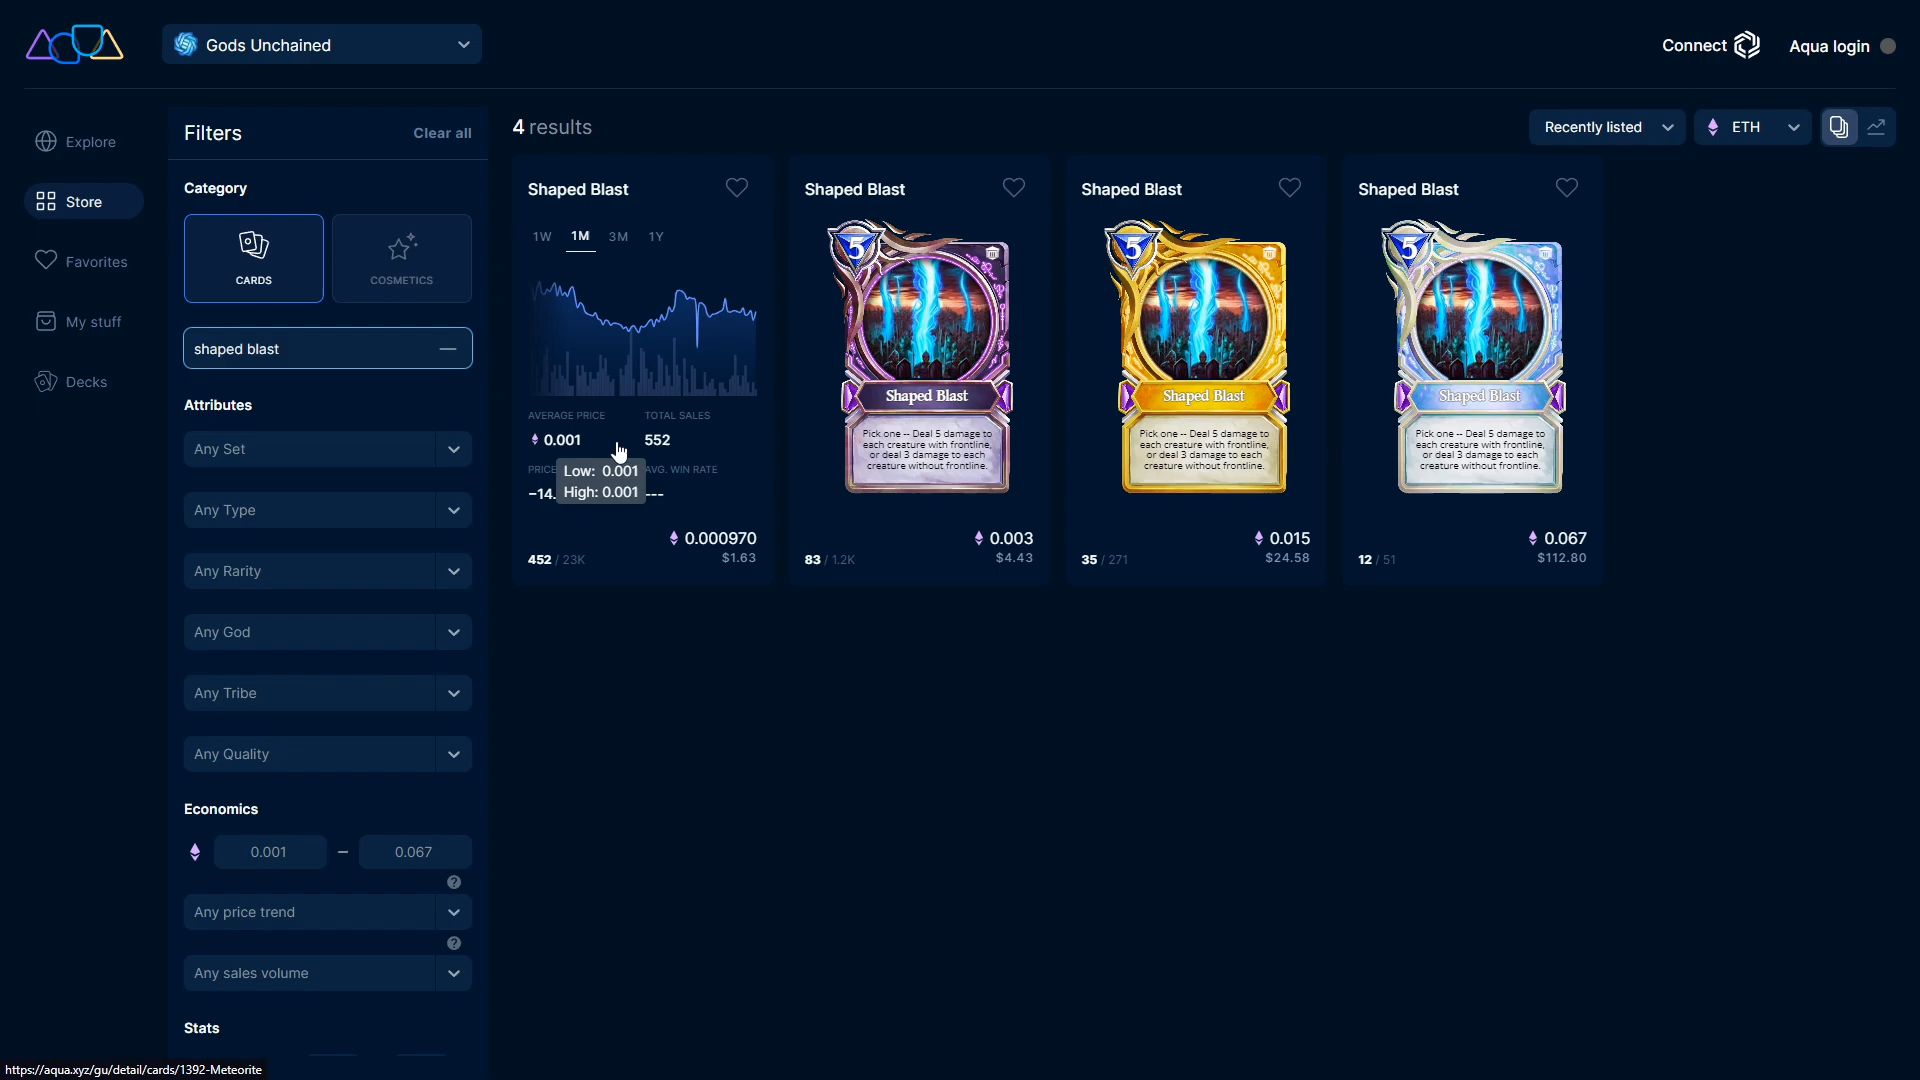 Gods Unchained
Connect
Aqua login
Explore
Store
Favorites
My stuff
Decks
Filters
Clear all
Category
CARDS
COSMETICS
shaped blast
Attributes
Any Set
Any Type
Any Rarity
Any God
Any Tribe
Any Quality
Economics
0.001 – 0.067
Any price trend
Any sales volume
Stats
4 results
Recently listed
ETH
Shaped Blast
1W 1M 3M 1Y
AVERAGE PRICE TOTAL SALES
0.001 552
PRICE AVG. WIN RATE
−14. ---
Low: 0.001
High: 0.001
0.000970
452 / 23K $1.63
Shaped Blast
5
Shaped Blast
Pick one -- Deal 5 damage to
each creature with frontline,
or deal 3 damage to each
creature without frontline.
0.003
83 / 1.2K $4.43
Shaped Blast
5
Shaped Blast
Pick one -- Deal 5 damage to
each creature with frontline,
or deal 3 damage to each
creature without frontline.
0.015
35 / 271 $24.58
Shaped Blast
5
Shaped Blast
Pick one -- Deal 5 damage to
each creature with frontline,
or deal 3 damage to each
creature without frontline.
0.067
12 / 51 $112.80
https://aqua.xyz/gu/detail/cards/1392-Meteorite